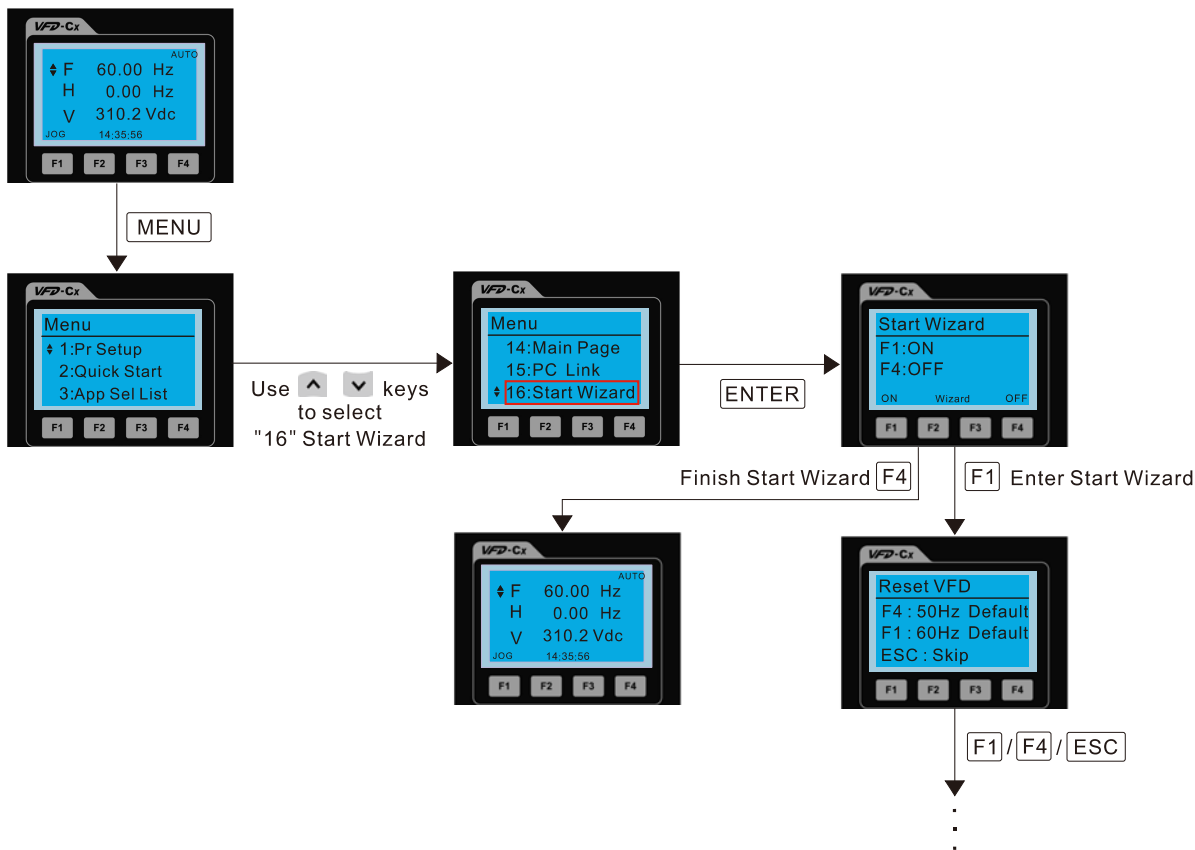 VFD-Cx
AUTO
F 60.00 Hz
H 0.00 Hz
V 310.2 Vdc
JOG 14:35:56
F1 F2 F3 F4
MENU
VFD-Cx
Menu
1:Pr Setup
2:Quick Start
3:App Sel List
F1 F2 F3 F4
Use keys
to select
"16" Start Wizard
VFD-Cx
Menu
14:Main Page
15:PC Link
16:Start Wizard
F1 F2 F3 F4
ENTER
VFD-Cx
Start Wizard
F1:ON
F4:OFF
ON Wizard OFF
F1 F2 F3 F4
Finish Start Wizard F4
F1 Enter Start Wizard
VFD-Cx
AUTO
F 60.00 Hz
H 0.00 Hz
V 310.2 Vdc
JOG 14:35:56
F1 F2 F3 F4
VFD-Cx
Reset VFD
F4 : 50Hz Default
F1 : 60Hz Default
ESC : Skip
F1 F2 F3 F4
F1 / F4 / ESC